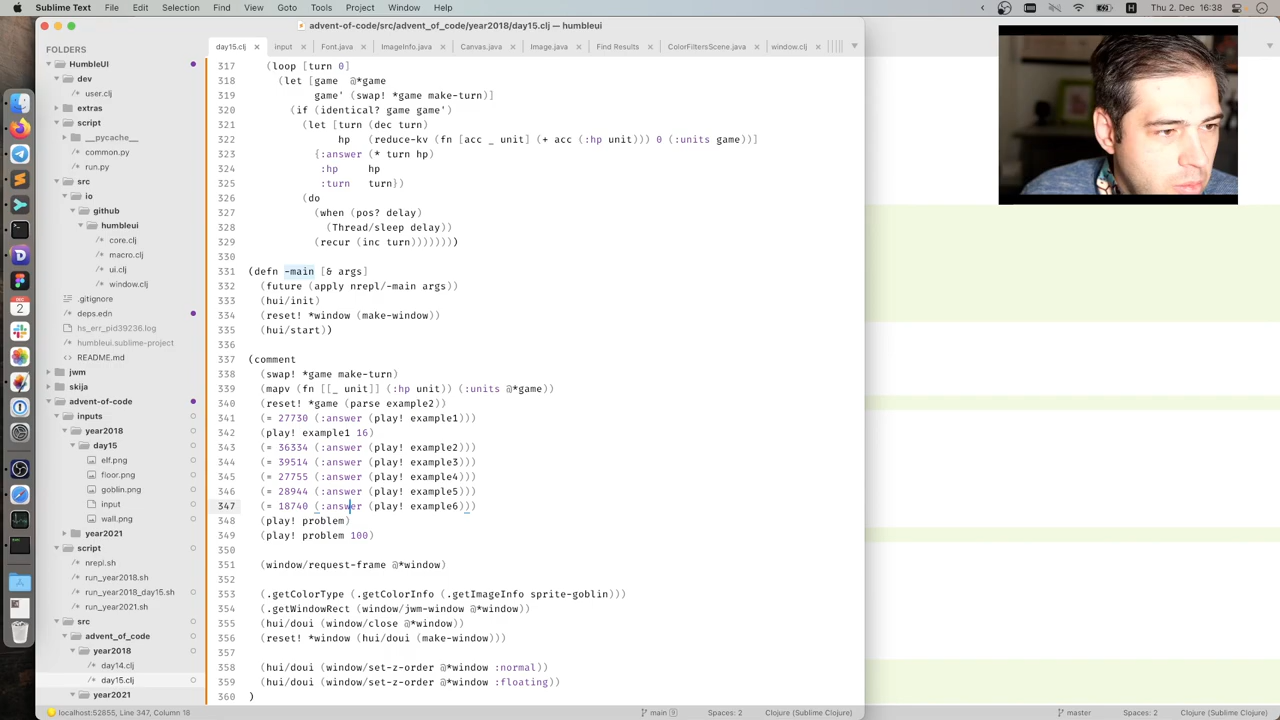 Sublime Text File Edit Selection Find View Goto Tools Project Window Help
Thu 2. Dec 16:38
advent-of-code/src/advent_of_code/year2018/day15.clj — humbleui
day15.clj input Font.java ImageInfo.java Canvas.java Image.java Find Results ColorFiltersScene.java window.clj
FOLDERS
HumbleUI
dev
user.clj
extras
script
__pycache__
common.py
run.py
src
io
github
humbleui
core.clj
macro.clj
ui.clj
window.clj
.gitignore
deps.edn
hs_err_pid39236.log
humbleui.sublime-project
README.md
jwm
skija
advent-of-code
inputs
year2018
day15
elf.png
floor.png
goblin.png
input
wall.png
year2021
script
nrepl.sh
run_year2018.sh
run_year2018_day15.sh
run_year2021.sh
src
advent_of_code
year2018
day14.clj
day15.clj
year2021
DEC
2
317 (loop [turn 0]
318 (let [game @*game
319 game' (swap! *game make-turn)]
320 (if (identical? game game')
321 (let [turn (dec turn)
322 hp (reduce-kv (fn [acc _ unit] (+ acc (:hp unit))) 0 (:units game))]
323 {:answer (* turn hp)
324 :hp hp
325 :turn turn})
326 (do
327 (when (pos? delay)
328 (Thread/sleep delay))
329 (recur (inc turn)))))))
330
331 (defn -main [& args]
332 (future (apply nrepl/-main args))
333 (hui/init)
334 (reset! *window (make-window))
335 (hui/start))
336
337 (comment
338 (swap! *game make-turn)
339 (mapv (fn [[_ unit]] (:hp unit)) (:units @*game))
340 (reset! *game (parse example2))
341 (= 27730 (:answer (play! example1)))
342 (play! example1 16)
343 (= 36334 (:answer (play! example2)))
344 (= 39514 (:answer (play! example3)))
345 (= 27755 (:answer (play! example4)))
346 (= 28944 (:answer (play! example5)))
347 (= 18740 (:answer (play! example6)))
348 (play! problem)
349 (play! problem 100)
350
351 (window/request-frame @*window)
352
353 (.getColorType (.getColorInfo (.getImageInfo sprite-goblin)))
354 (.getWindowRect (window/jwm-window @*window))
355 (hui/doui (window/close @*window))
356 (reset! *window (hui/doui (make-window)))
357
358 (hui/doui (window/set-z-order @*window :normal))
359 (hui/doui (window/set-z-order @*window :floating))
360 )
localhost:52855, Line 347, Column 18 main 9 Spaces: 2 Clojure (Sublime Clojure) master Spaces: 2 Clojure (Sublime Clojure)